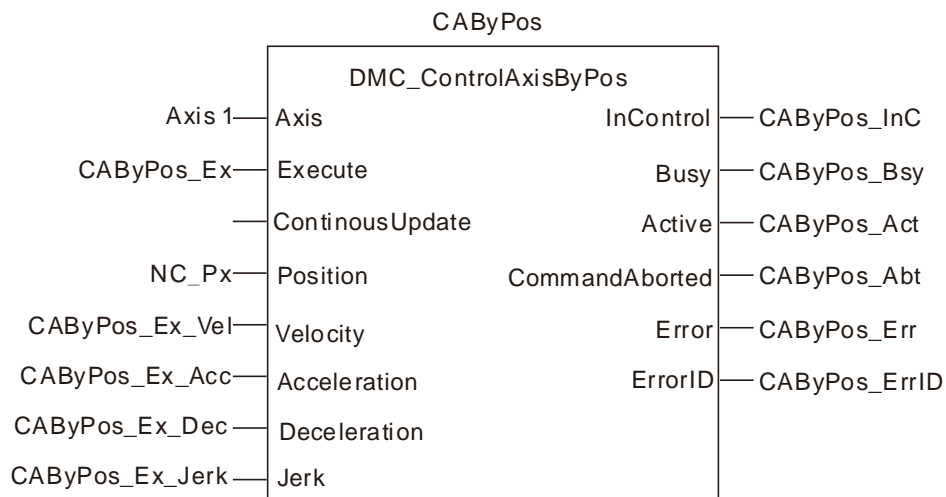 CAByPos
DMC_ControlAxisByPos
Axis 1 Axis InControl CAByPos_InC
CAByPos_Ex Execute Busy CAByPos_Bsy
ContinousUpdate Active CAByPos_Act
NC_Px Position CommandAborted CAByPos_Abt
CAByPos_Ex_Vel Velocity Error CAByPos_Err
CAByPos_Ex_Acc Acceleration ErrorID CAByPos_ErrID
CAByPos_Ex_Dec Deceleration
CAByPos_Ex_Jerk Jerk